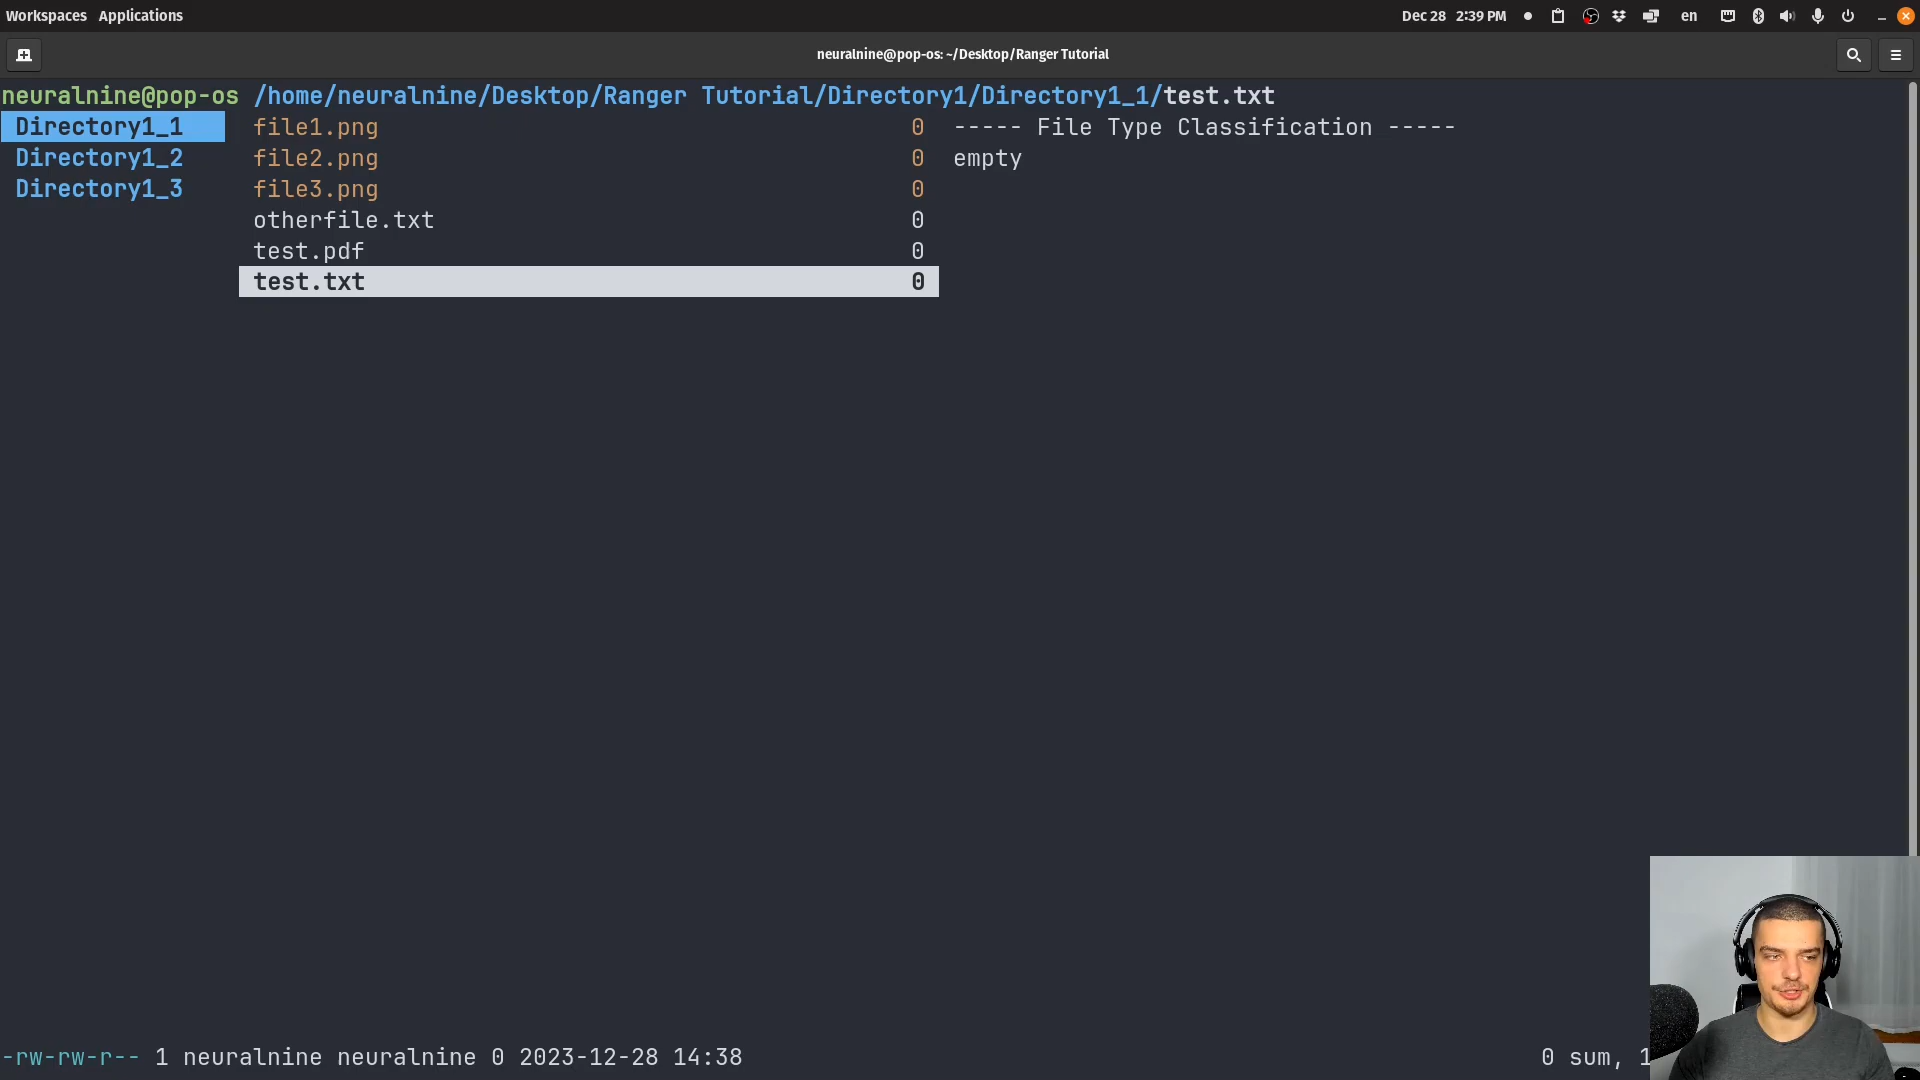 Workspaces Applications Dec 28 2:39 PM en
neuralnine@pop-os: ~/Desktop/Ranger Tutorial
neuralnine@pop-os /home/neuralnine/Desktop/Ranger Tutorial/Directory1/Directory1_1/test.txt
Directory1_1 file1.png 0 ----- File Type Classification -----
Directory1_2 file2.png 0 empty
Directory1_3 file3.png 0
otherfile.txt 0
test.pdf 0
test.txt 0
-rw-rw-r-- 1 neuralnine neuralnine 0 2023-12-28 14:38 0 sum,